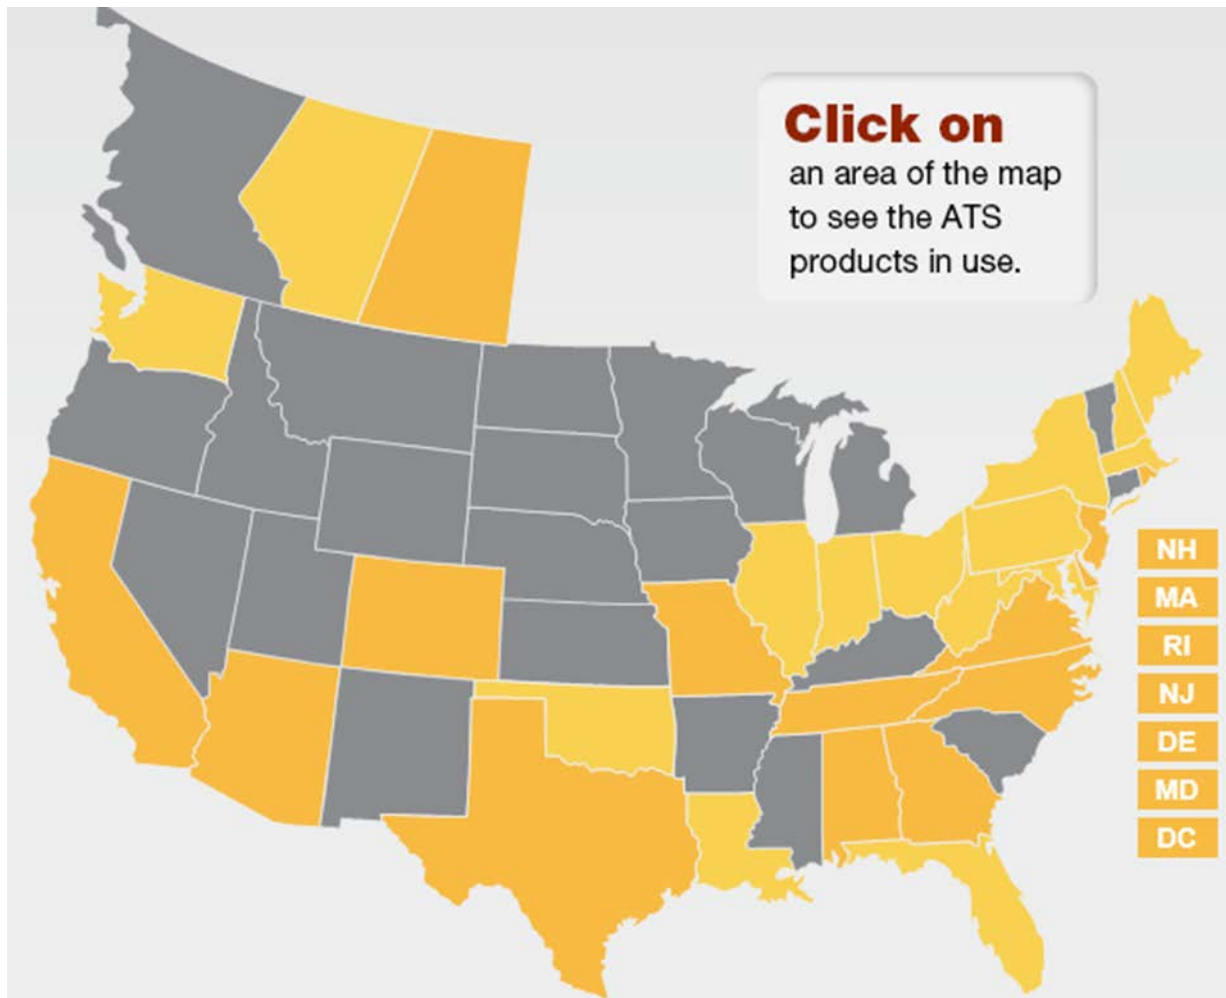 Click on
an area of the map
to see the ATS
products in use.
NH
MA
RI
NJ
DE
MD
DC